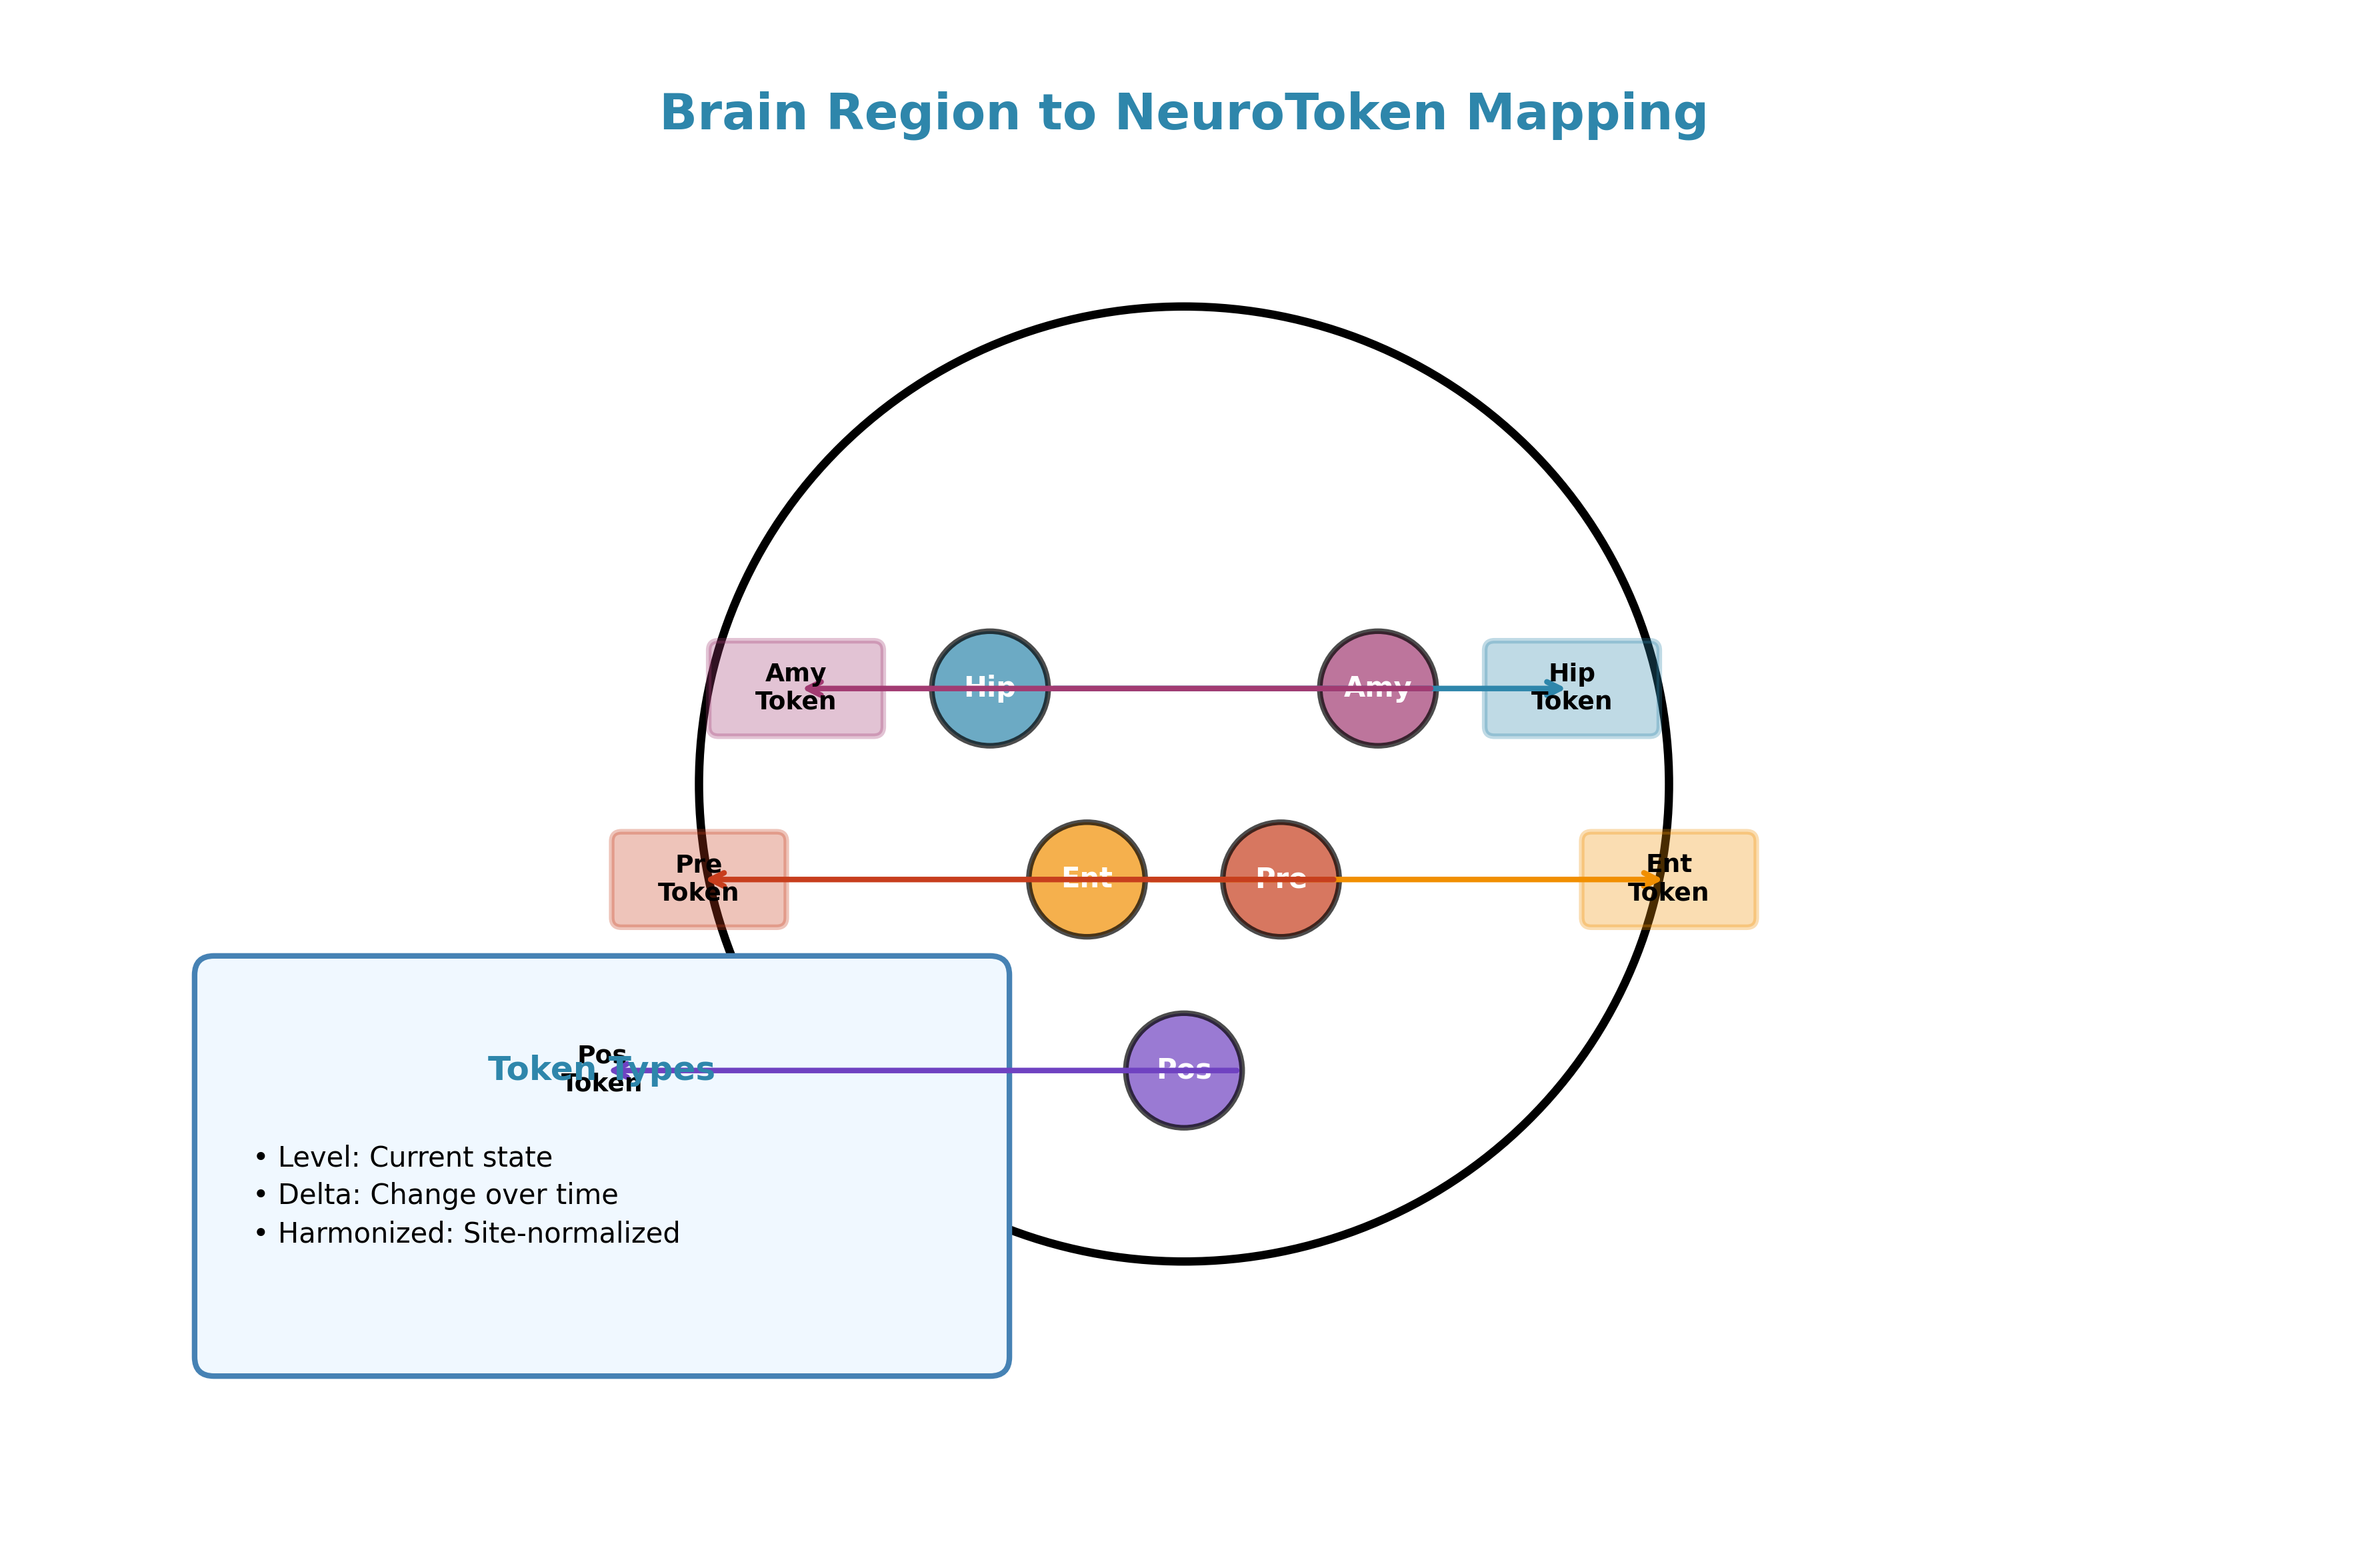 Brain Region to NeuroToken Mapping
Amy
Token
Hip
Amy
Hip
Token
Pre
Token
Ent
Pre
Ent
Token
Pos
Token
Token Types
Pos
• Level: Current state
• Delta: Change over time
• Harmonized: Site-normalized